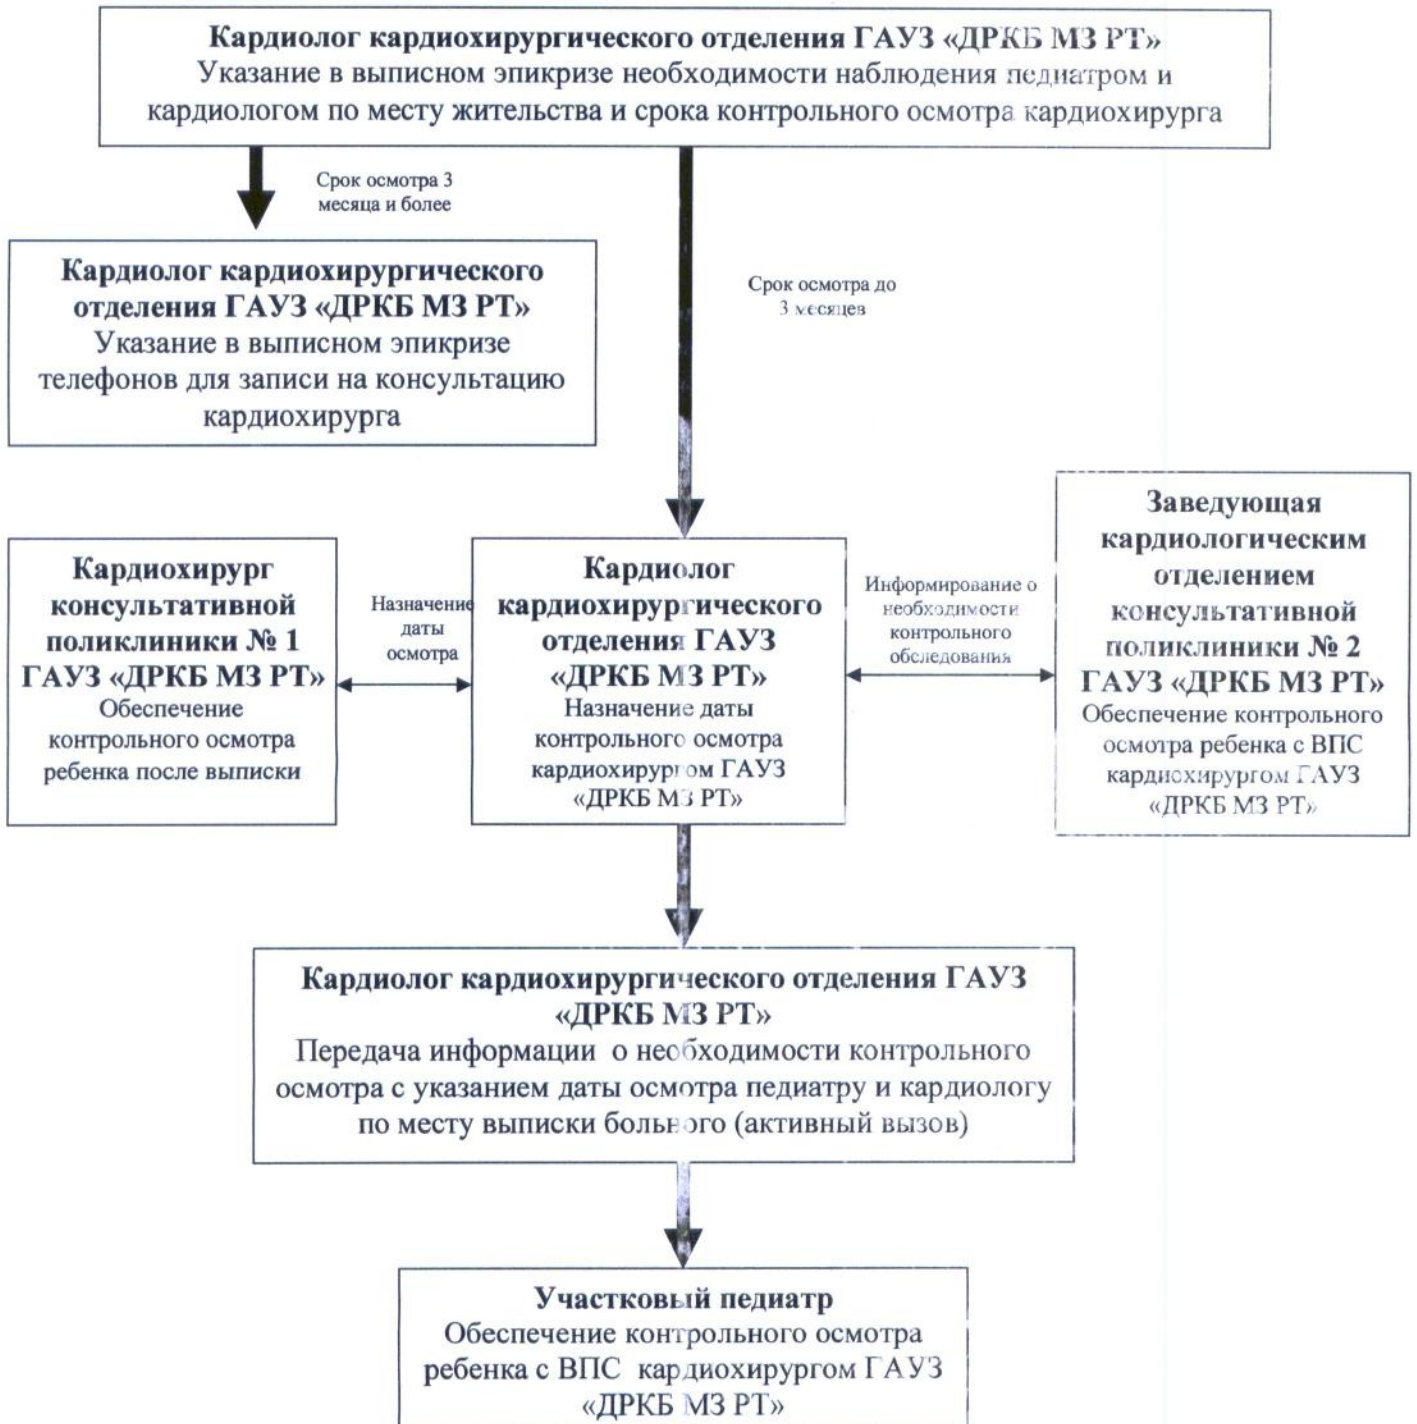 Кардиолог кардиохирургического отделения ГАУЗ «ДРКБ МЗ РТ»
Указание в выписном эпикризе необходимости наблюдения педиатром и
кардиологом по месту жительства и срока контрольного осмотра кардиохирурга
Срок осмотра 3
месяца и более
Кардиолог кардиохирургического
отделения ГАУЗ «ДРКБ МЗ РТ»
Указание в выписном эпикризе
телефонов для записи на консультацию
кардиохирурга
Срок осмотра до
3 месяцев
Кардиохирург
консультативной
поликлиники № 1
ГАУЗ «ДРКБ МЗ РТ»
Обеспечение
контрольного осмотра
ребенка после выписки
Назначение
даты
осмотра
Кардиолог
кардиохирургического
отделения ГАУЗ
«ДРКБ МЗ РТ»
Назначение даты
контрольного осмотра
кардиохирургом ГАУЗ
«ДРКБ МЗ РТ»
Информирование о
необходимости
контрольного
обследования
Заведующая
кардиологическим
отделением
консультативной
поликлиники № 2
ГАУЗ «ДРКБ МЗ РТ»
Обеспечение контрольного
осмотра ребенка с ВПС
кардиохирургом ГАУЗ
«ДРКБ МЗ РТ»
Кардиолог кардиохирургического отделения ГАУЗ
«ДРКБ МЗ РТ»
Передача информации о необходимости контрольного
осмотра с указанием даты осмотра педиатру и кардиологу
по месту выписки больного (активный вызов)
Участковый педиатр
Обеспечение контрольного осмотра
ребенка с ВПС кардиохирургом ГАУЗ
«ДРКБ МЗ РТ»